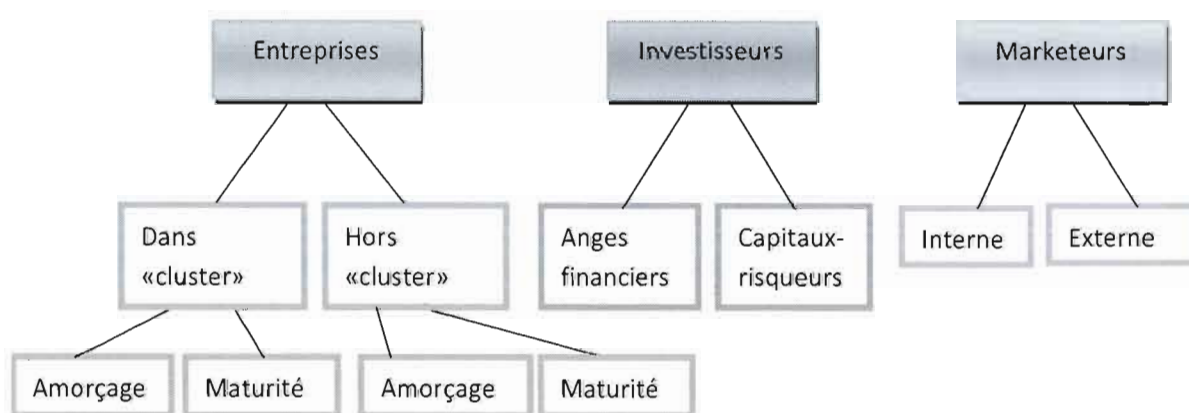 Entreprises
Investisseurs
Marketeurs
Dans
«cluster»
Hors
«cluster»
Anges
financiers
Capitaux-
risqueurs
Interne
Externe
Amorçage
Maturité
Amorçage
Maturité